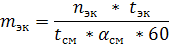 mэк = nэк * tэк / tсм * αсм * 60